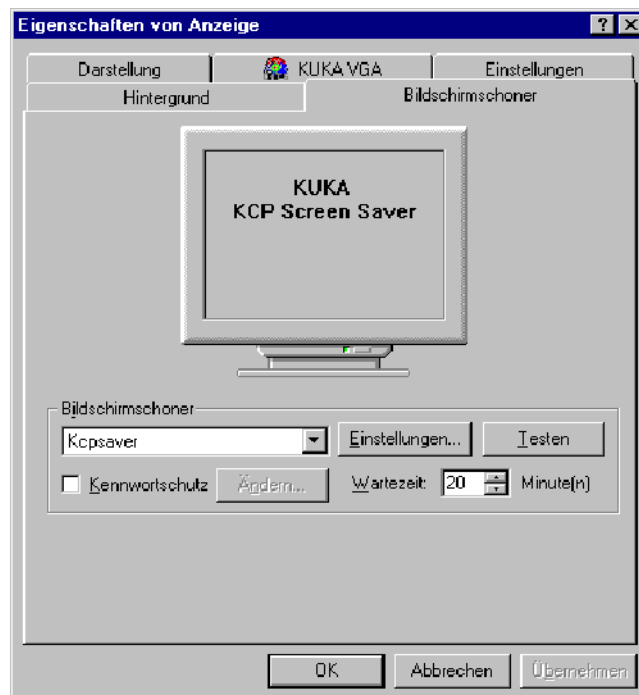 Eigenschaften von Anzeige
Darstellung KUKA VGA Einstellungen
Hintergrund Bildschirmschoner
KUKA
KCP Screen Saver
Bildschirmschoner
Kcpsaver Einstellungen... Testen
Kennwortschutz Ändern... Wartezeit: 20 Minute(n)
OK Abbrechen Übernehmen